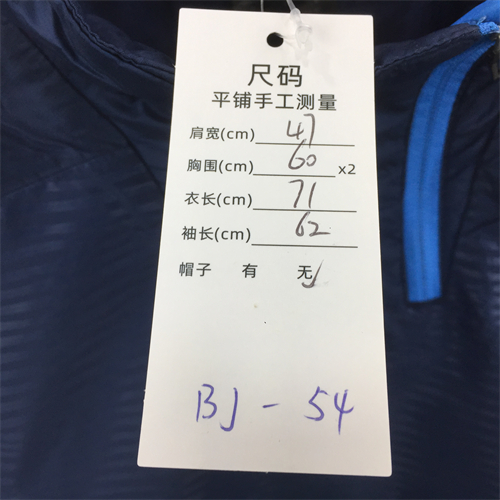 尺码
平铺手工测量
肩宽(cm) 47
胸围(cm) 60 x2
衣长(cm) 71
袖长(cm) 62
帽子 有 无✓
BJ - 54